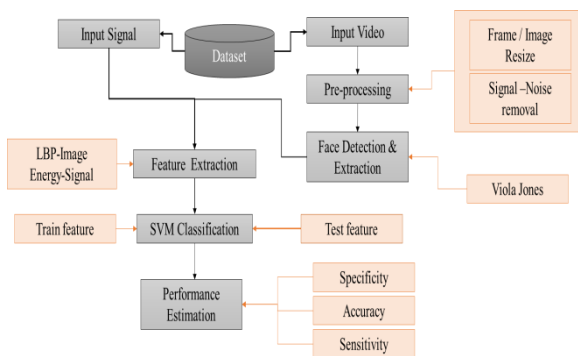 Input Signal
Dataset
Input Video
Frame / Image
Resize
Signal –Noise
removal
Pre-processing
LBP-Image
Energy-Signal
Feature Extraction
Face Detection &
Extraction
Viola Jones
Train feature
SVM Classification
Test feature
Performance
Estimation
Specificity
Accuracy
Sensitivity